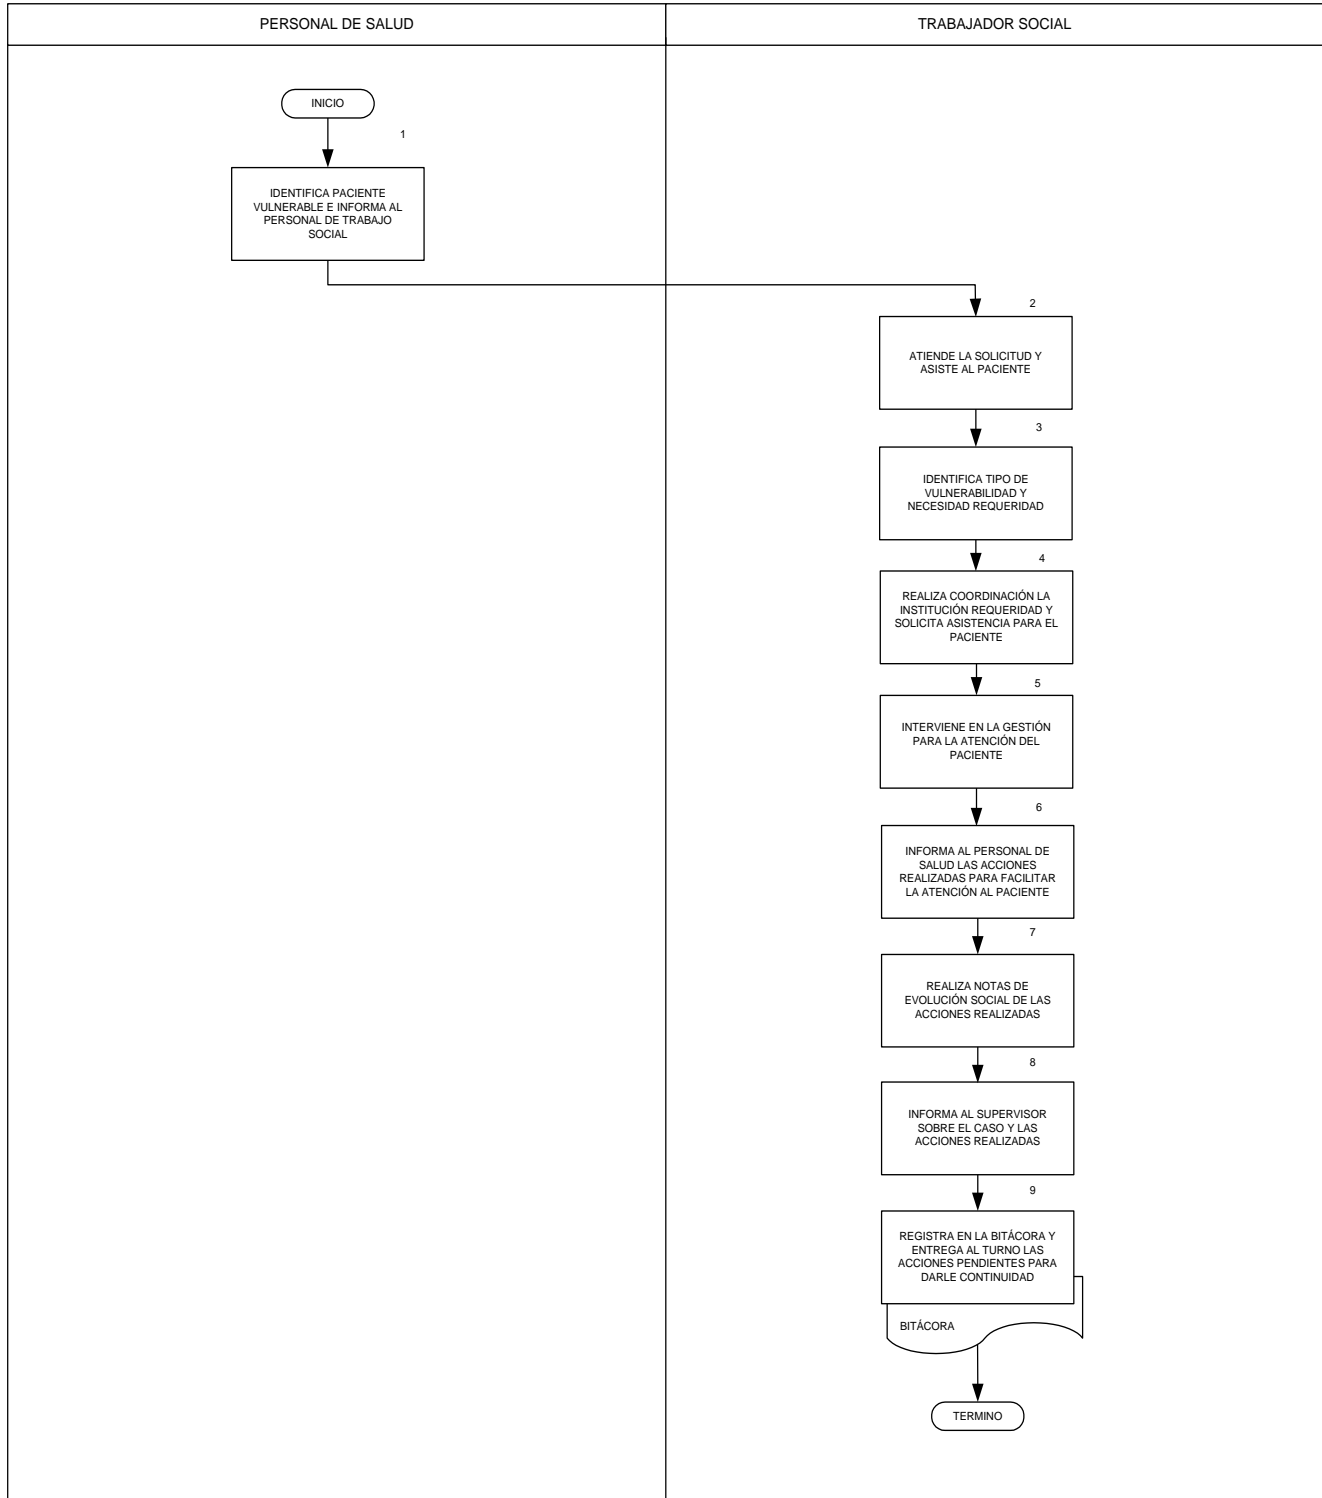 PERSONAL DE SALUD
TRABAJADOR SOCIAL
INICIO
1
IDENTIFICA PACIENTE
VULNERABLE E INFORMA AL
PERSONAL DE TRABAJO
SOCIAL
2
ATIENDE LA SOLICITUD Y
ASISTE AL PACIENTE
3
IDENTIFICA TIPO DE
VULNERABILIDAD Y
NECESIDAD REQUERIDAD
4
REALIZA COORDINACIÓN LA
INSTITUCIÓN REQUERIDAD Y
SOLICITA ASISTENCIA PARA EL
PACIENTE
5
INTERVIENE EN LA GESTIÓN
PARA LA ATENCIÓN DEL
PACIENTE
6
INFORMA AL PERSONAL DE
SALUD LAS ACCIONES
REALIZADAS PARA FACILITAR
LA ATENCIÓN AL PACIENTE
7
REALIZA NOTAS DE
EVOLUCIÓN SOCIAL DE LAS
ACCIONES REALIZADAS
8
INFORMA AL SUPERVISOR
SOBRE EL CASO Y LAS
ACCIONES REALIZADAS
9
REGISTRA EN LA BITÁCORA Y
ENTREGA AL TURNO LAS
ACCIONES PENDIENTES PARA
DARLE CONTINUIDAD
BITÁCORA
TERMINO